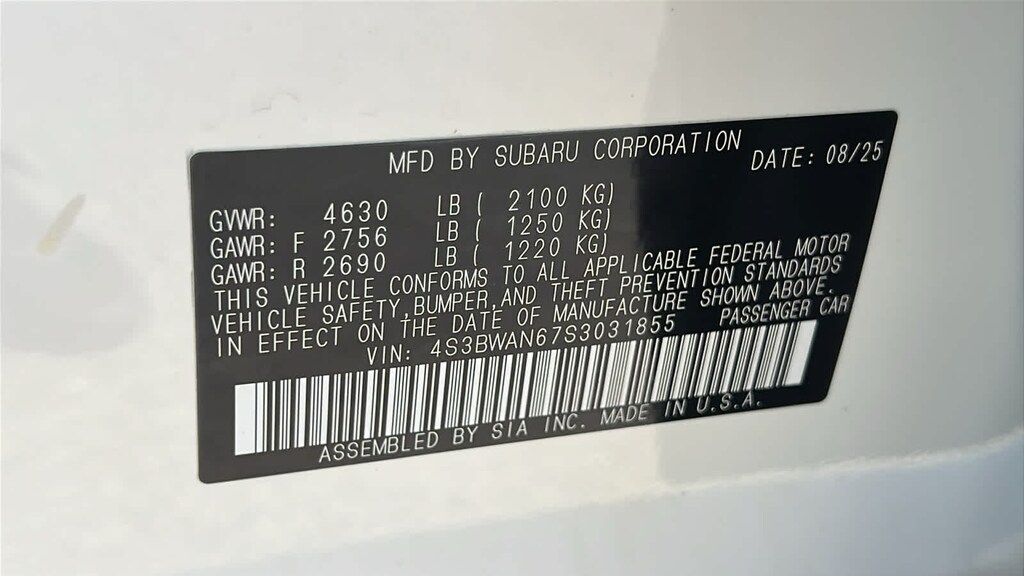 MFD BY SUBARU CORPORATION DATE: 08/25
GVWR: 4630 LB ( 2100 KG)
GAWR: F 2756 LB ( 1250 KG)
GAWR: R 2690 LB ( 1220 KG)
THIS VEHICLE CONFORMS TO ALL APPLICABLE FEDERAL MOTOR
VEHICLE SAFETY,BUMPER,AND THEFT PREVENTION STANDARDS
IN EFFECT ON THE DATE OF MANUFACTURE SHOWN ABOVE.
VIN: 4S3BWAN67S3031855 PASSENGER CAR
ASSEMBLED BY SIA INC. MADE IN U.S.A.